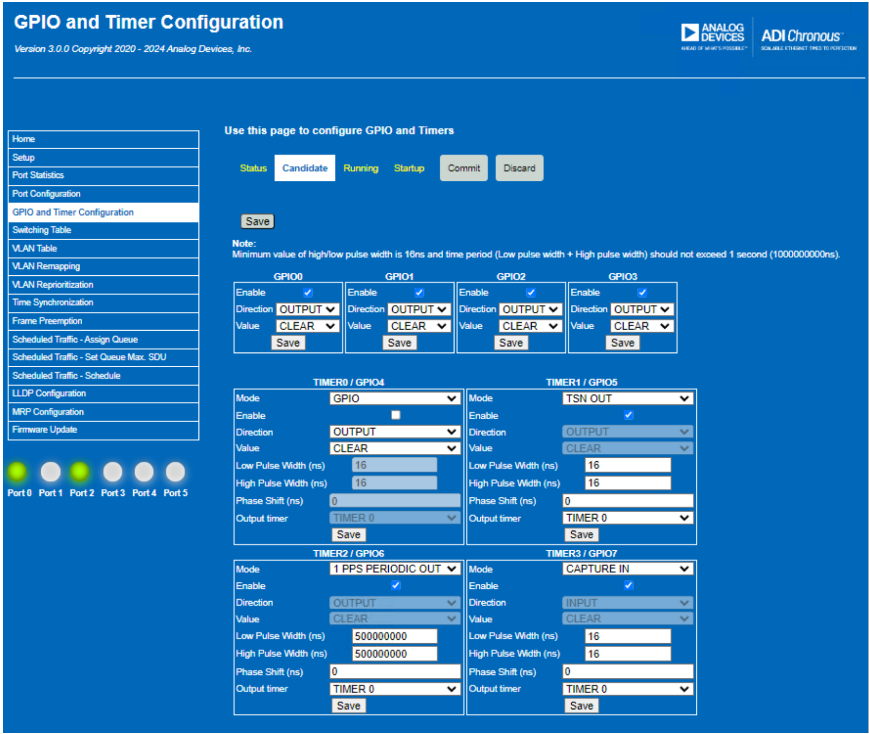 GPIO and Timer Configuration
Version 3.0.0 Copyright 2020 - 2024 Analog Devices, Inc.
ANALOG DEVICES
AHEAD OF WHAT'S POSSIBLE™
ADI Chronous™
SCALABLE ETHERNET TIMED TO PERFECTION
Home
Setup
Port Statistics
Port Configuration
GPIO and Timer Configuration
Switching Table
VLAN Table
VLAN Remapping
VLAN Reprioritization
Time Synchronization
Frame Preemption
Scheduled Traffic - Assign Queue
Scheduled Traffic - Set Queue Max. SDU
Scheduled Traffic - Schedule
LLDP Configuration
MRP Configuration
Firmware Update
Port 0 Port 1 Port 2 Port 3 Port 4 Port 5
Use this page to configure GPIO and Timers
Status Candidate Running Startup Commit Discard
Save
Note:
Minimum value of high/low pulse width is 16ns and time period (Low pulse width + High pulse width) should not exceed 1 second (1000000000ns).
GPIO0 GPIO1 GPIO2 GPIO3
Enable Enable Enable Enable
Direction OUTPUT Direction OUTPUT Direction OUTPUT Direction OUTPUT
Value CLEAR Value CLEAR Value CLEAR Value CLEAR
Save Save Save Save
TIMER0 / GPIO4 TIMER1 / GPIO5
Mode GPIO Mode TSN OUT
Enable Enable
Direction OUTPUT Direction OUTPUT
Value CLEAR Value CLEAR
Low Pulse Width (ns) 16 Low Pulse Width (ns) 16
High Pulse Width (ns) 16 High Pulse Width (ns) 16
Phase Shift (ns) 0 Phase Shift (ns) 0
Output timer TIMER 0 Output timer TIMER 0
Save Save
TIMER2 / GPIO6 TIMER3 / GPIO7
Mode 1 PPS PERIODIC OUT Mode CAPTURE IN
Enable Enable
Direction OUTPUT Direction INPUT
Value CLEAR Value CLEAR
Low Pulse Width (ns) 500000000 Low Pulse Width (ns) 16
High Pulse Width (ns) 500000000 High Pulse Width (ns) 16
Phase Shift (ns) 0 Phase Shift (ns) 0
Output timer TIMER 0 Output timer TIMER 0
Save Save